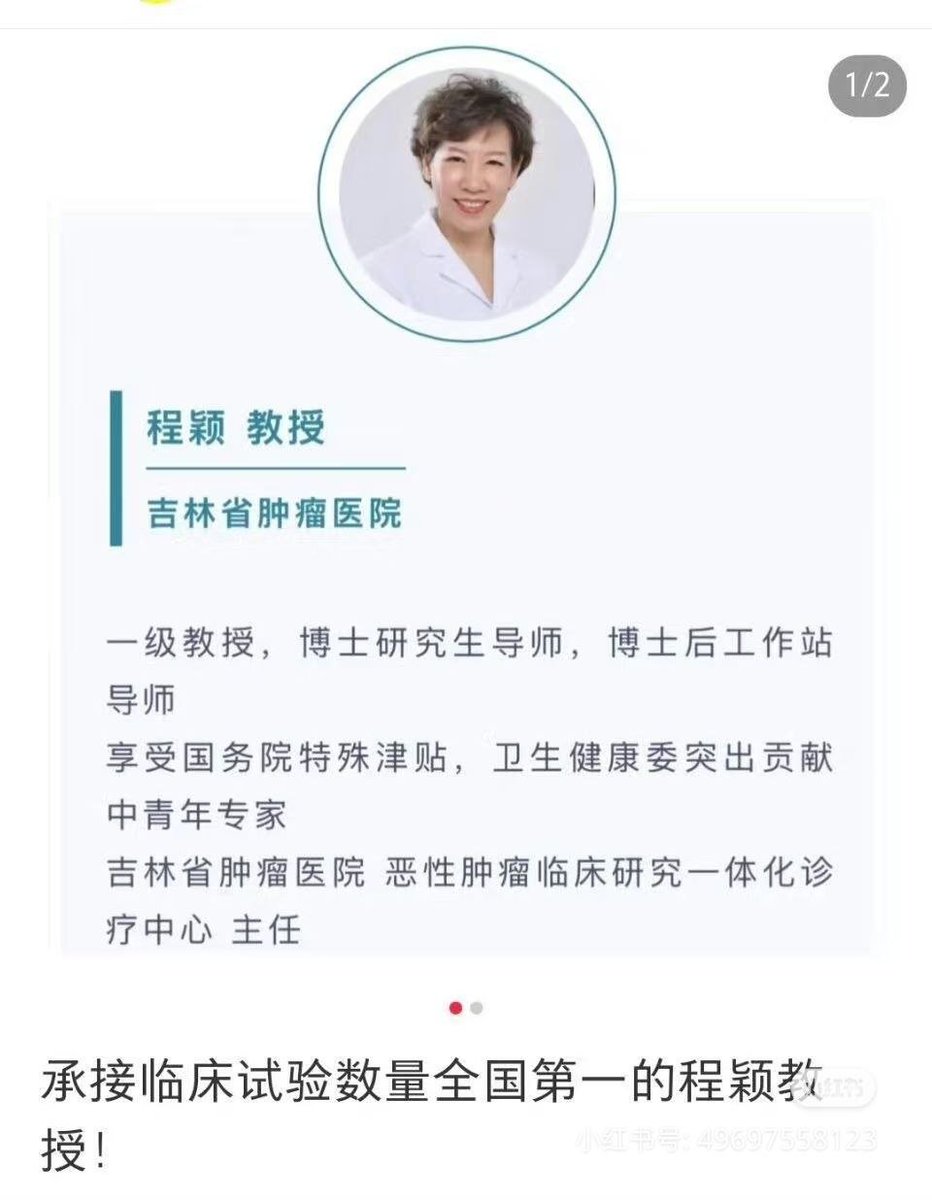 1/2
程颖 教授
吉林省肿瘤医院
一级教授，博士研究生导师，博士后工作站
导师
享受国务院特殊津贴，卫生健康委突出贡献
中青年专家
吉林省肿瘤医院 恶性肿瘤临床研究一体化诊
疗中心 主任
承接临床试验数量全国第一的程颖教
授！
小红书
小红书号: 49697558123